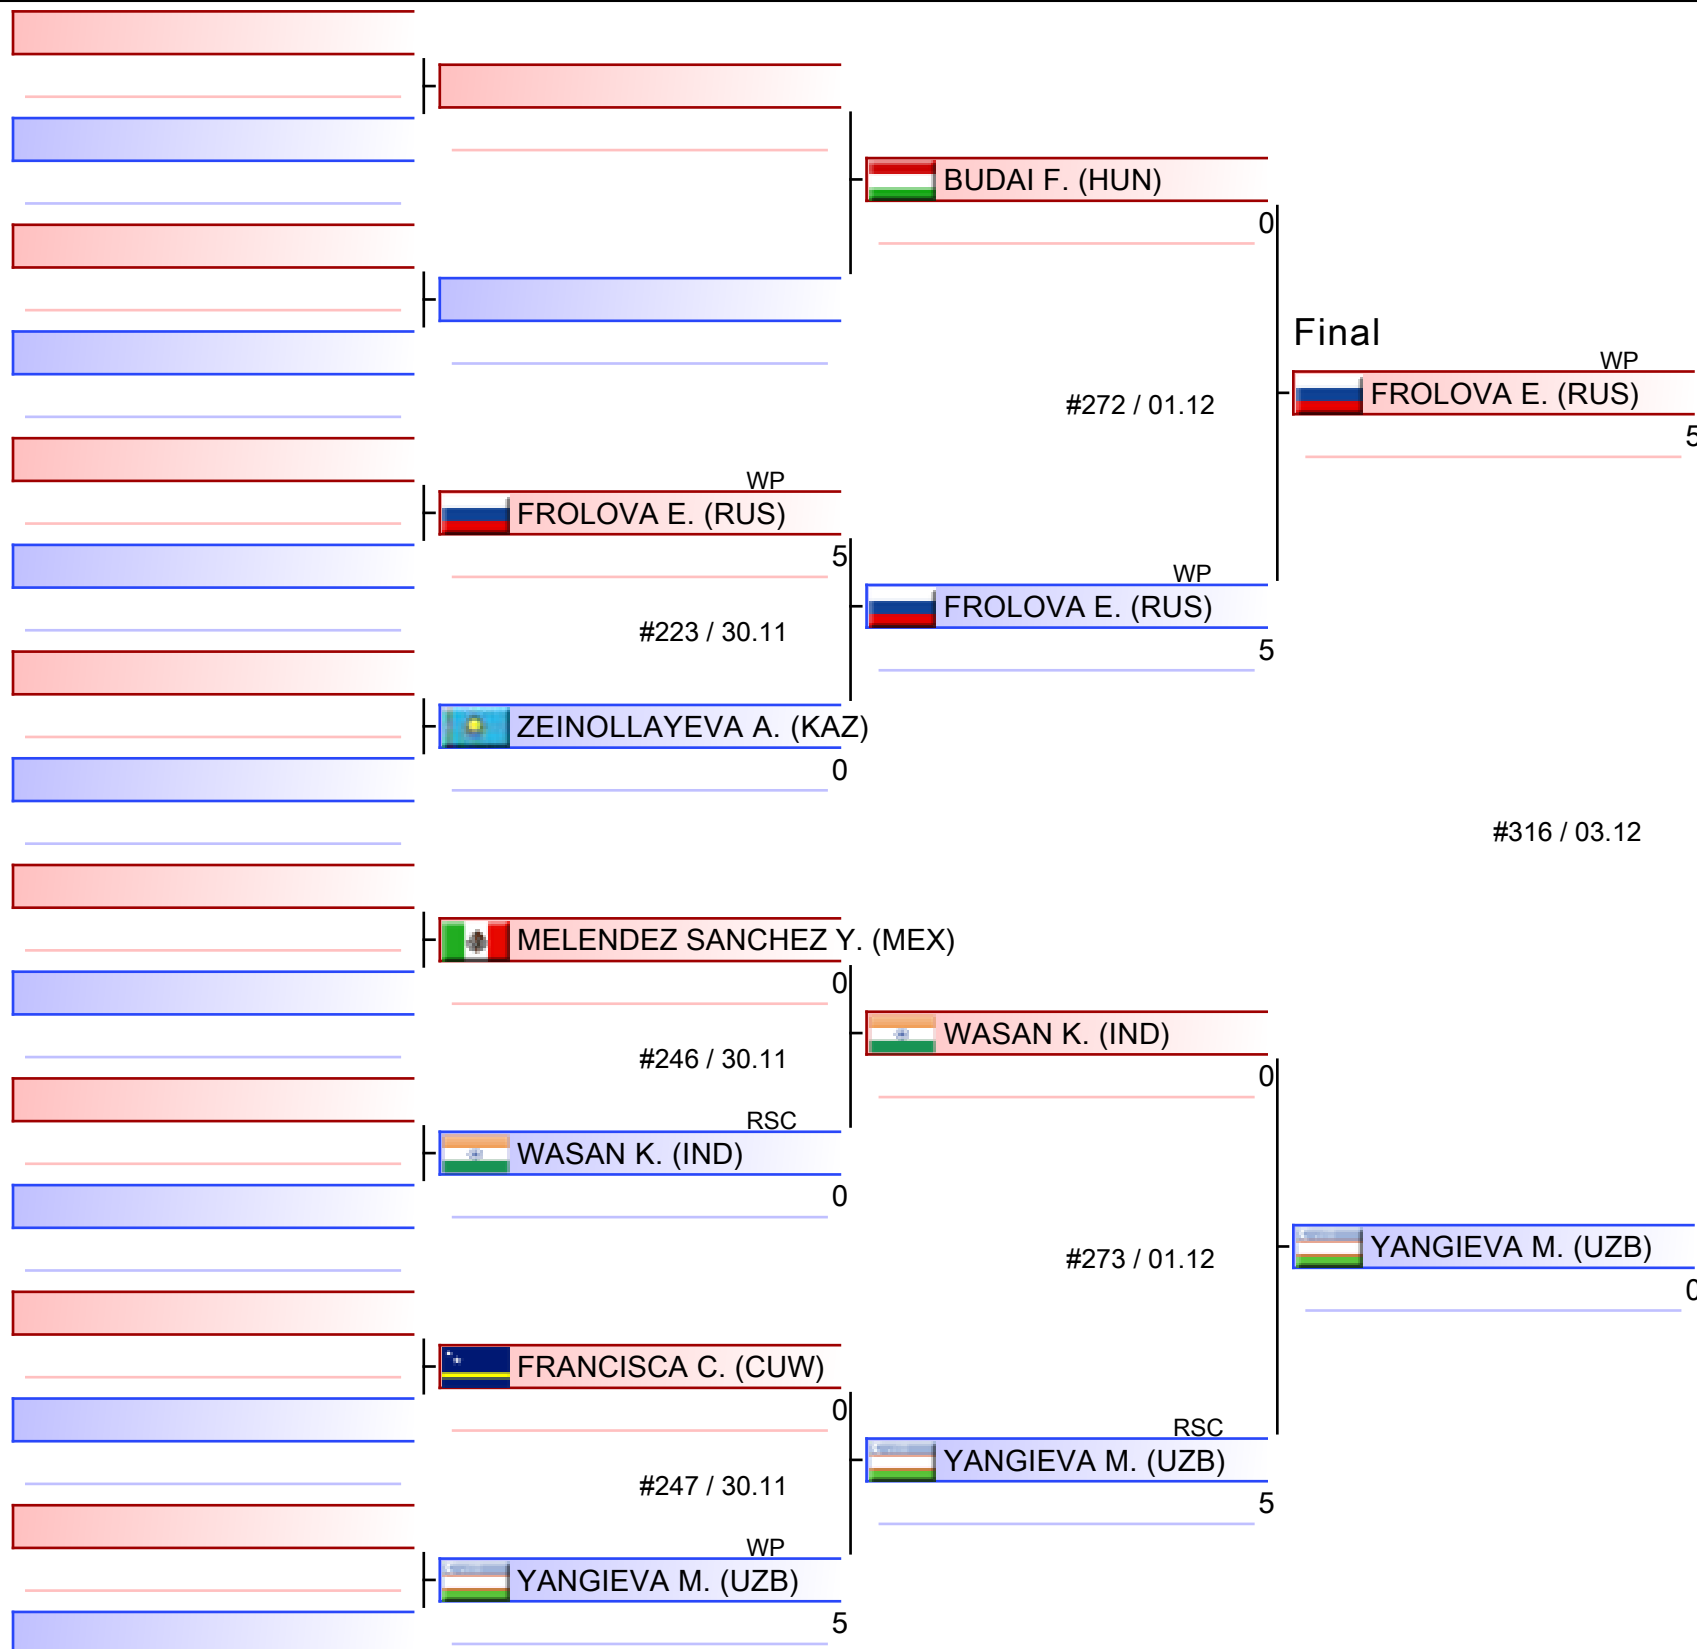 BUDAI F. (HUN)
0
Final
WP
#272 / 01.12
FROLOVA E. (RUS)
5
WP
FROLOVA E. (RUS)
5
WP
#223 / 30.11
FROLOVA E. (RUS)
5
ZEINOLLAYEVA A. (KAZ)
0
#316 / 03.12
MELENDEZ SANCHEZ Y. (MEX)
0
WASAN K. (IND)
#246 / 30.11
0
RSC
WASAN K. (IND)
0
#273 / 01.12
YANGIEVA M. (UZB)
0
FRANCISCA C. (CUW)
0
RSC
YANGIEVA M. (UZB)
#247 / 30.11
5
WP
YANGIEVA M. (UZB)
5